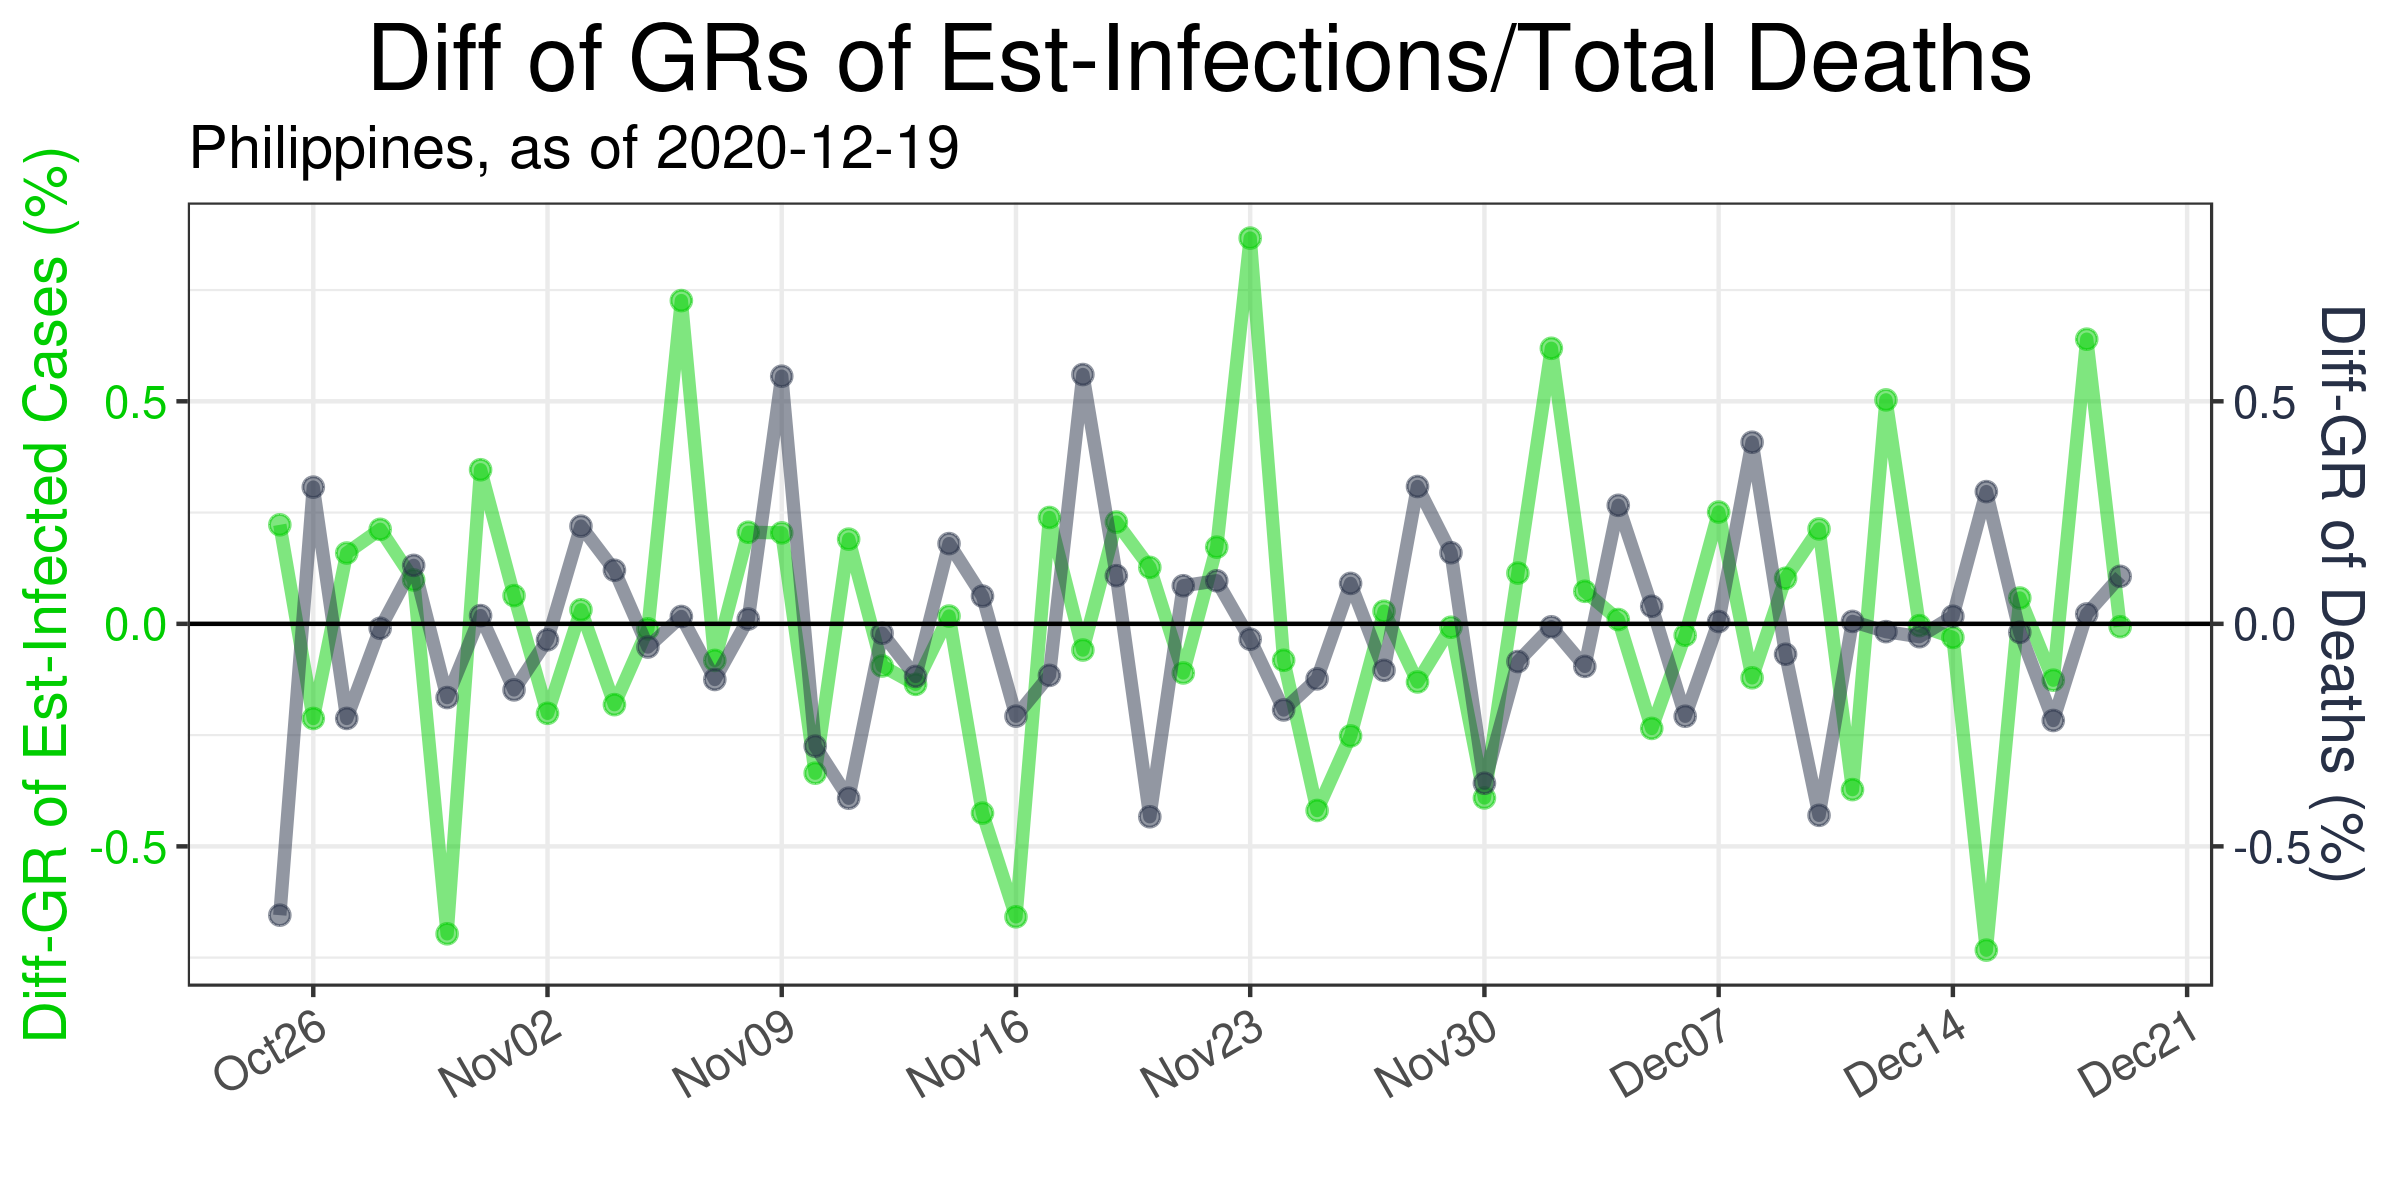 Diff of GRs of Est-Infections/Total Deaths
Philippines, as of 2020-12-19
Diff-GR of Est-Infected Cases (%)
0.5
0.0
-0.5
0.5
0.0
-0.5
Diff-GR of Deaths (%)
Oct26
Nov02
Nov09
Nov16
Nov23
Nov30
Dec07
Dec14
Dec21